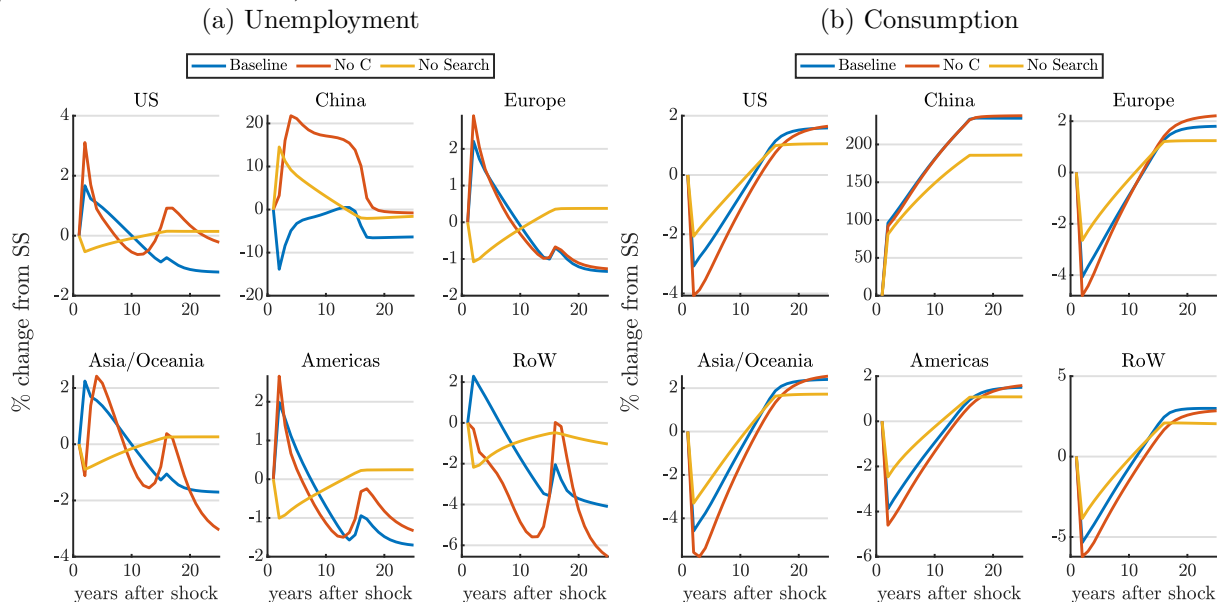 (a) Unemployment
(b) Consumption
Baseline No C No Search
Baseline No C No Search
US China Europe
US China Europe
4
2
0
-2
0 10 20
20
10
0
-10
-20
0 10 20
2
1
0
-1
-2
0 10 20
2
0
-2
-4
0 10 20
200
150
100
50
0
0 10 20
2
0
-2
-4
0 10 20
% change from SS
% change from SS
Asia/Oceania Americas RoW
Asia/Oceania Americas RoW
2
0
-2
-4
0 10 20
2
1
0
-1
-2
0 10 20
2
0
-2
-4
-6
0 10 20
2
0
-2
-4
0 10 20
2
0
-2
-4
-6
0 10 20
5
0
-5
0 10 20
years after shock years after shock years after shock
years after shock years after shock years after shock